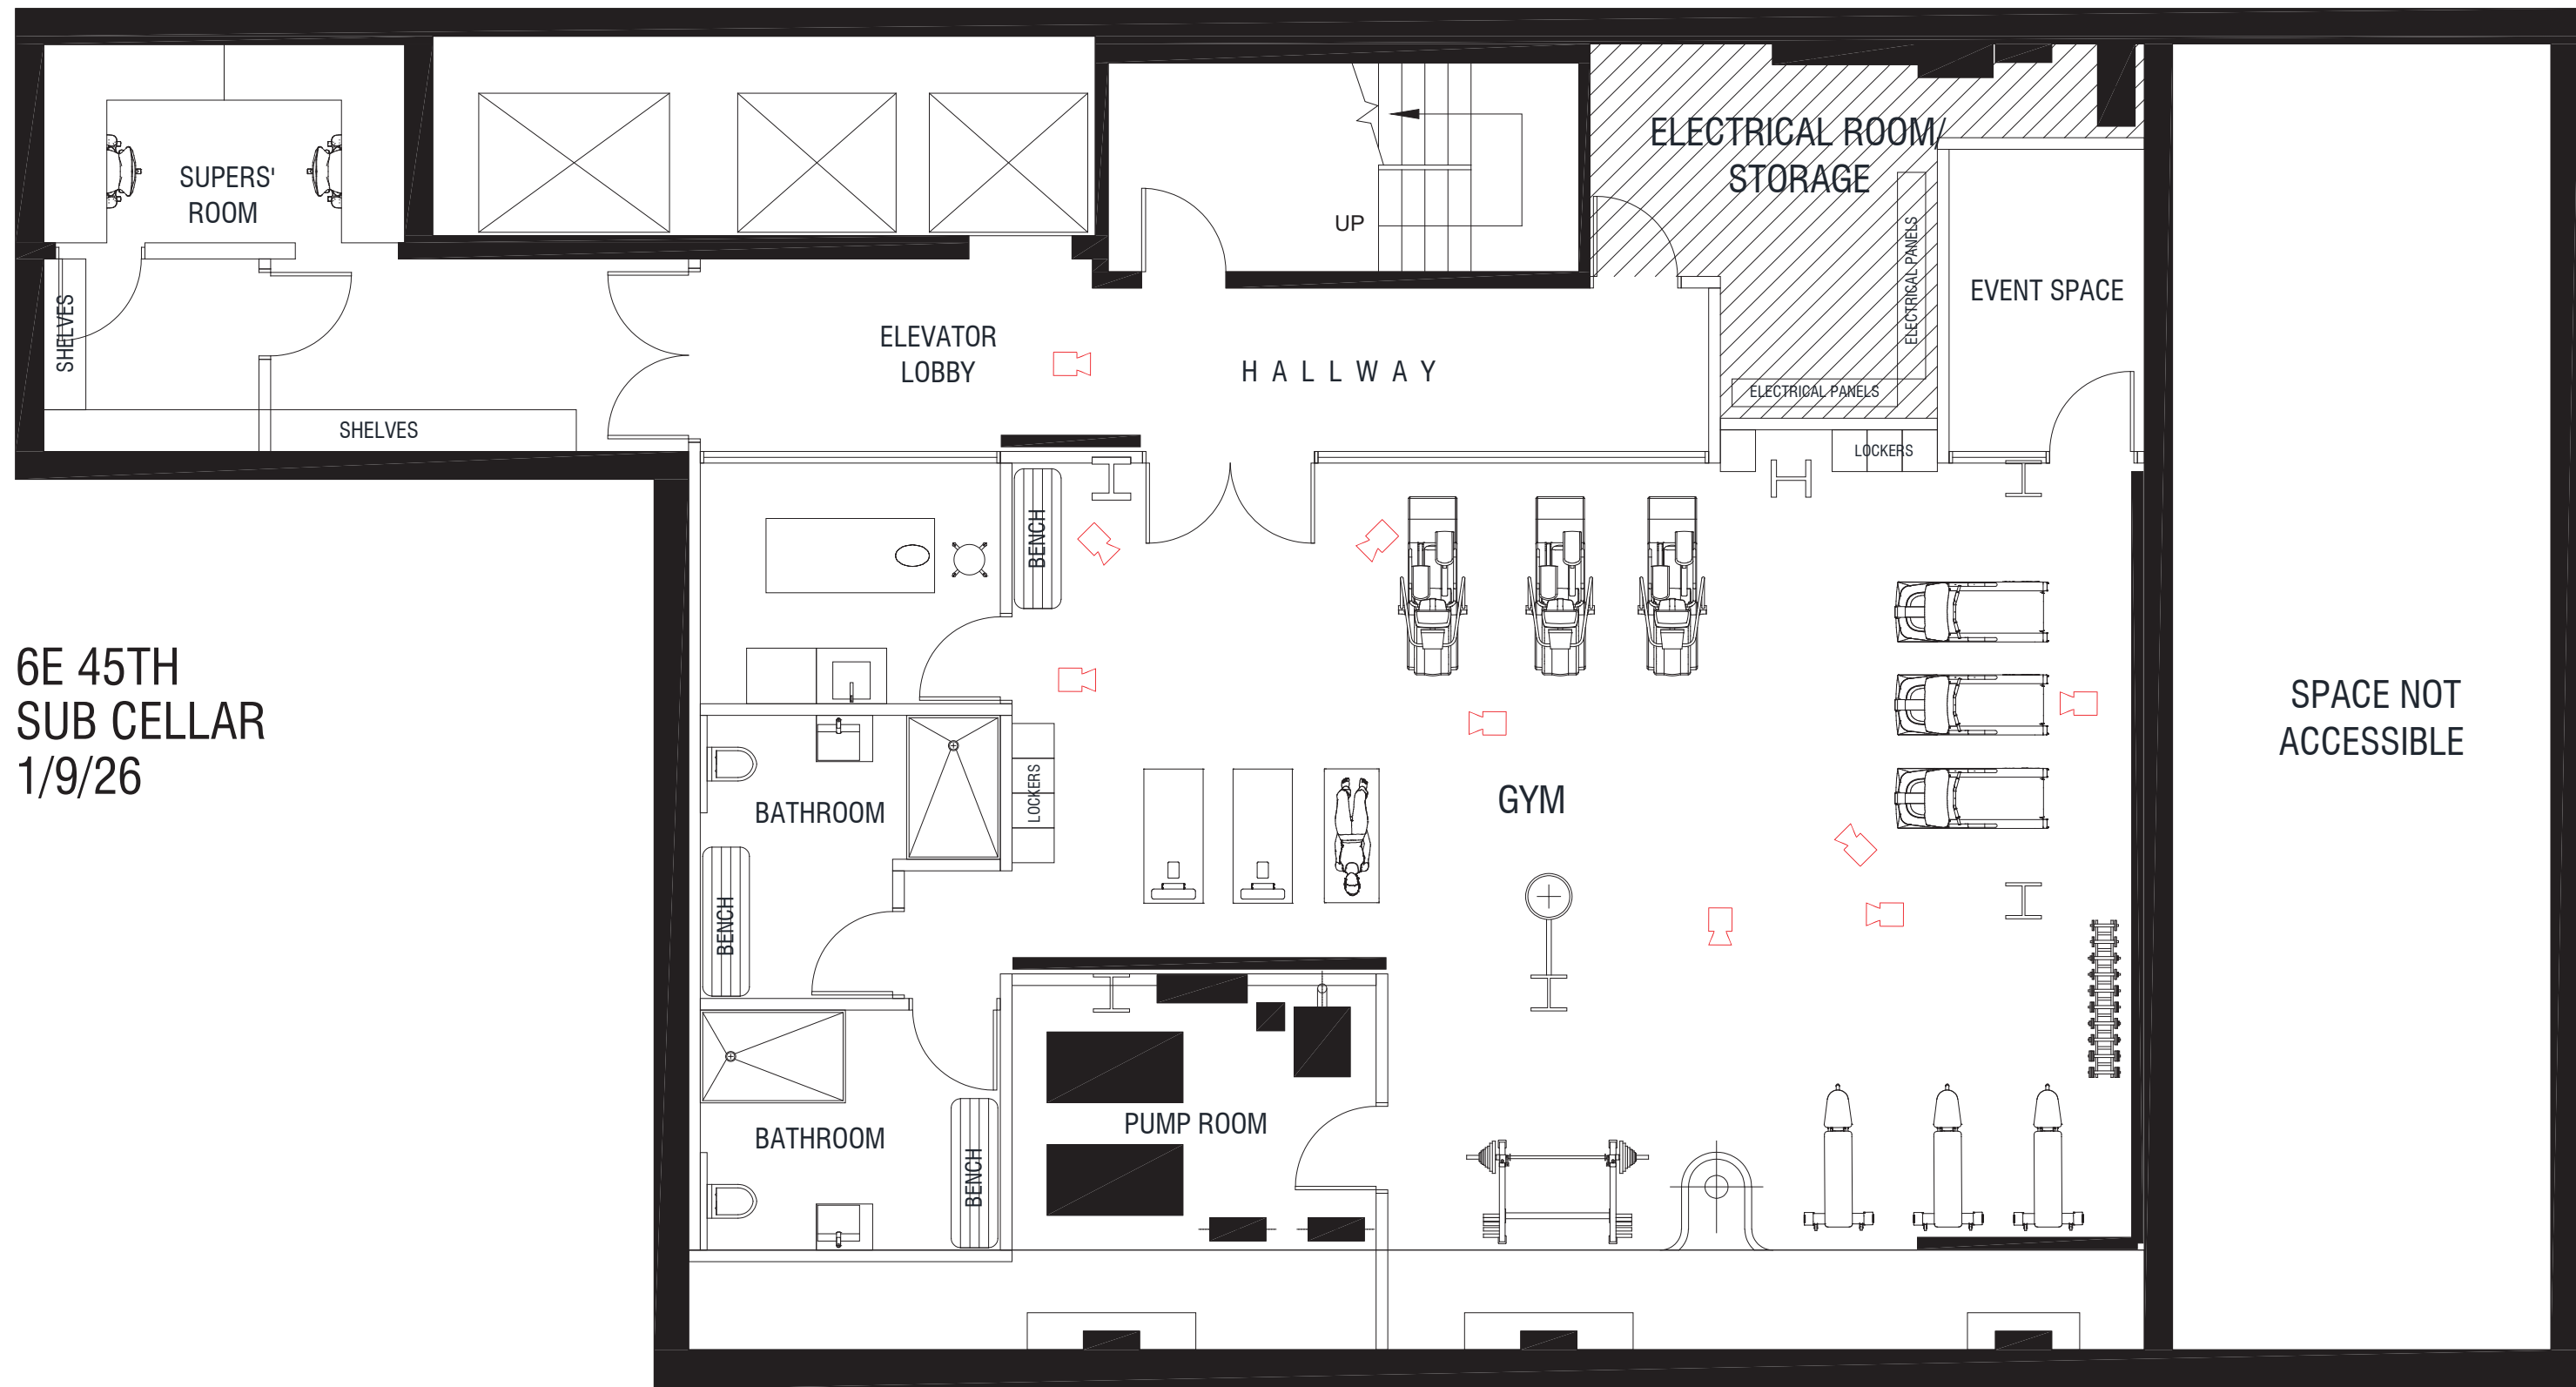 SUPERS'
ROOM
SHELVES
SHELVES
ELEVATOR
LOBBY
UP
H A L L W A Y
ELECTRICAL ROOM/
STORAGE
ELECTRICAL PANELS
ELECTRICAL PANELS
EVENT SPACE
LOCKERS
BENCH
6E 45TH
SUB CELLAR
1/9/26
BATHROOM
LOCKERS
BENCH
GYM
SPACE NOT
ACCESSIBLE
BATHROOM
BENCH
PUMP ROOM